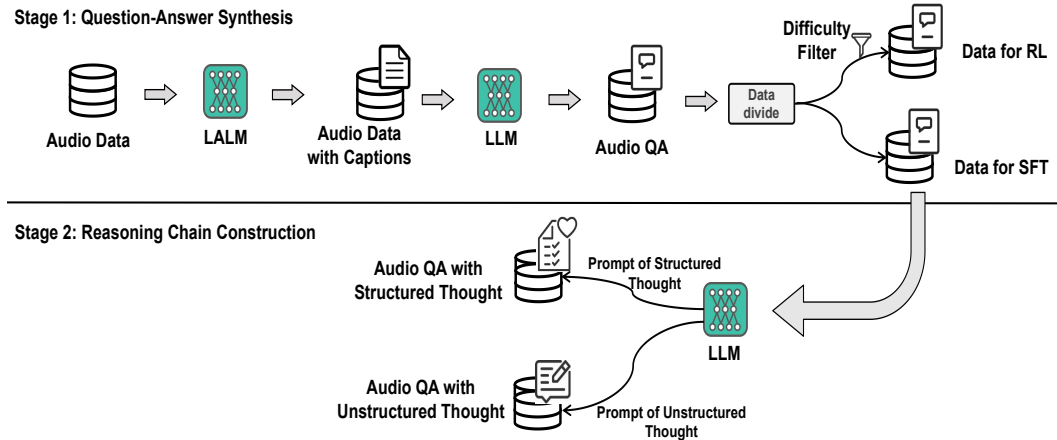 Stage 1: Question-Answer Synthesis
Difficulty
Filter
Data for RL
Data
divide
Audio Data
LALM
Audio Data
with Captions
LLM
Audio QA
Data for SFT
Stage 2: Reasoning Chain Construction
Audio QA with
Structured Thought
Prompt of Structured
Thought
LLM
Audio QA with
Unstructured Thought
Prompt of Unstructured
Thought